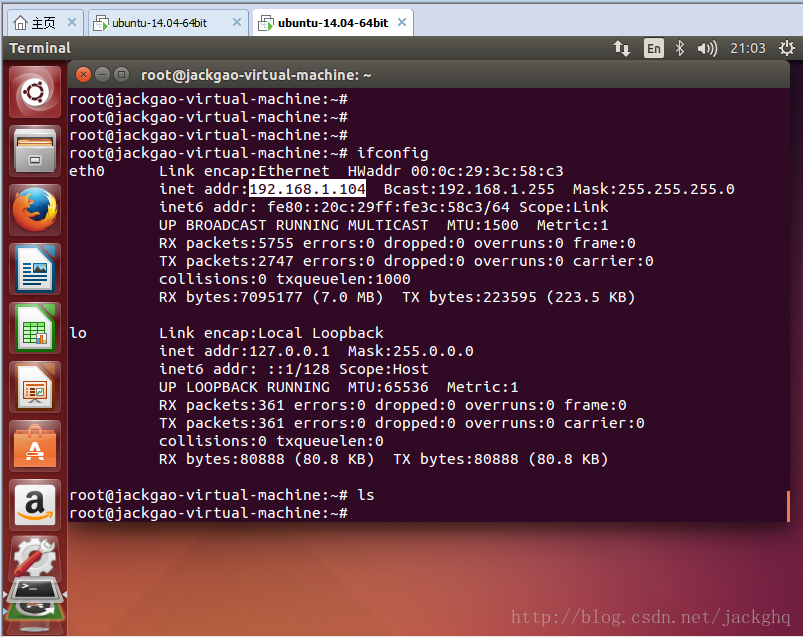 主页 ubuntu-14.04-64bit ubuntu-14.04-64bit
Terminal En 21:03
root@jackgao-virtual-machine: ~
root@jackgao-virtual-machine:~#
root@jackgao-virtual-machine:~#
root@jackgao-virtual-machine:~#
root@jackgao-virtual-machine:~# ifconfig
eth0 Link encap:Ethernet HWaddr 00:0c:29:3c:58:c3
inet addr:192.168.1.104 Bcast:192.168.1.255 Mask:255.255.255.0
inet6 addr: fe80::20c:29ff:fe3c:58c3/64 Scope:Link
UP BROADCAST RUNNING MULTICAST MTU:1500 Metric:1
RX packets:5755 errors:0 dropped:0 overruns:0 frame:0
TX packets:2747 errors:0 dropped:0 overruns:0 carrier:0
collisions:0 txqueuelen:1000
RX bytes:7095177 (7.0 MB) TX bytes:223595 (223.5 KB)
lo Link encap:Local Loopback
inet addr:127.0.0.1 Mask:255.0.0.0
inet6 addr: ::1/128 Scope:Host
UP LOOPBACK RUNNING MTU:65536 Metric:1
RX packets:361 errors:0 dropped:0 overruns:0 frame:0
TX packets:361 errors:0 dropped:0 overruns:0 carrier:0
collisions:0 txqueuelen:0
RX bytes:80888 (80.8 KB) TX bytes:80888 (80.8 KB)
root@jackgao-virtual-machine:~# ls
root@jackgao-virtual-machine:~#
http://blog.csdn.net/jackghq